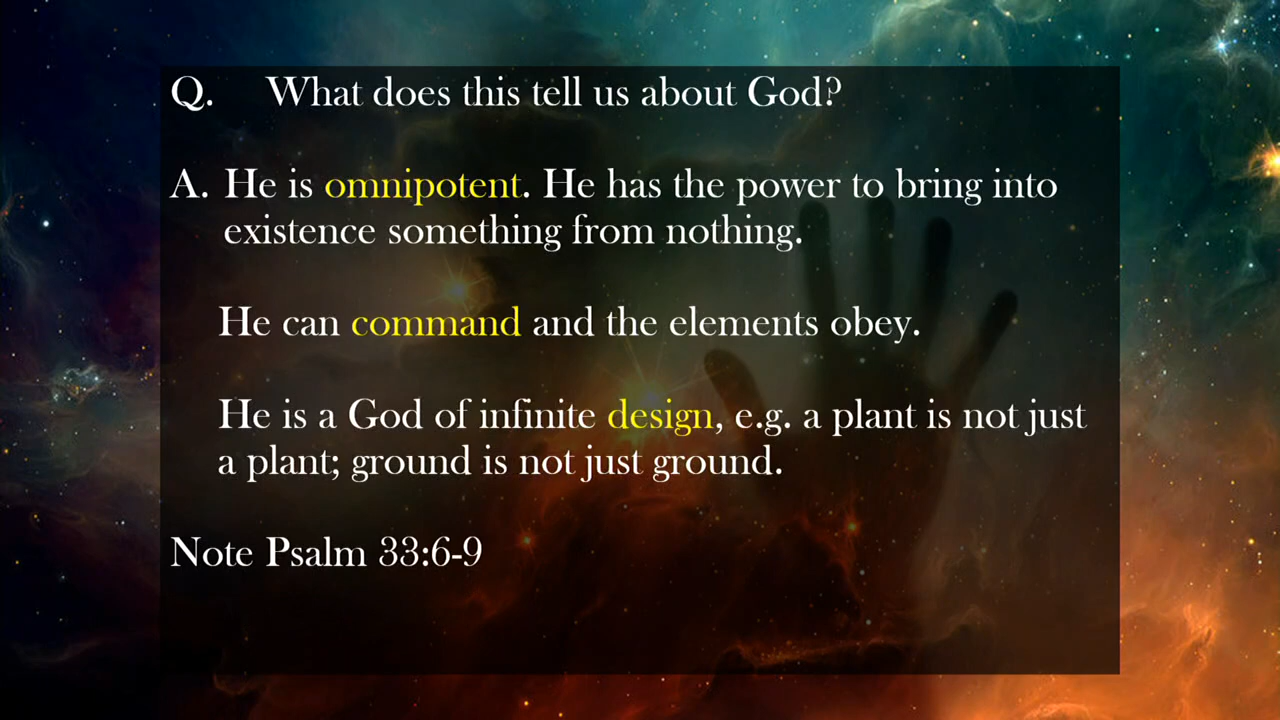 Q. What does this tell us about God?
A. He is omnipotent. He has the power to bring into
existence something from nothing.
He can command and the elements obey.
He is a God of infinite design, e.g. a plant is not just
a plant; ground is not just ground.
Note Psalm 33:6-9